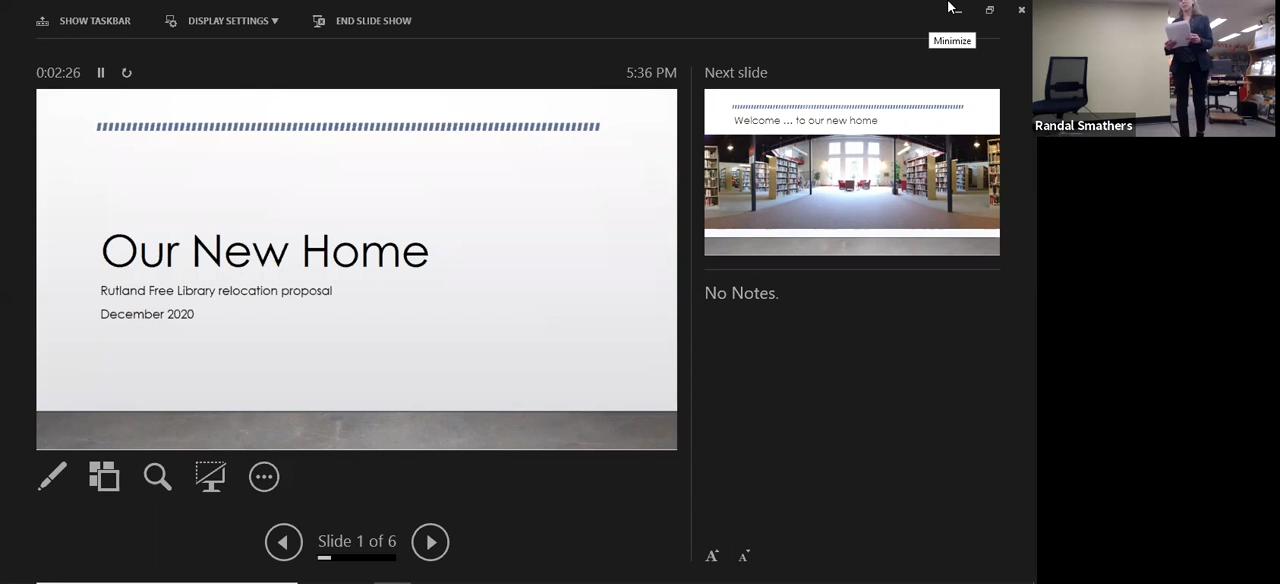 SHOW TASKBAR
DISPLAY SETTINGS ▼
END SLIDE SHOW
Minimize
0:02:26
5:36 PM
Next slide
Our New Home
Rutland Free Library relocation proposal
December 2020
Welcome ... to our new home
No Notes.
Slide 1 of 6
A A
Randal Smathers